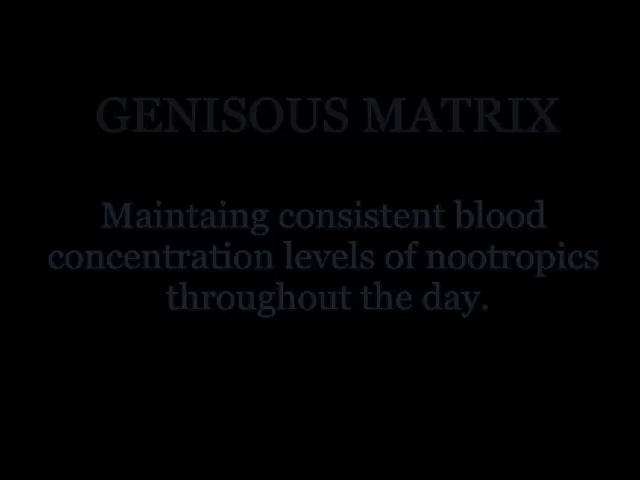 GENISOUS MATRIX
Maintaing consistent blood
concentration levels of nootropics
throughout the day.